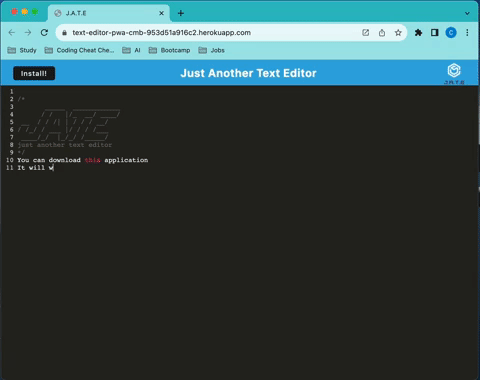 J.A.T.E
text-editor-pwa-cmb-953d51a916c2.herokuapp.com
C
Study
Coding Cheat Che...
AI
Bootcamp
Jobs
Install!
Just Another Text Editor
J.A.T.E
1
2 /*
3
4
5
6
7
8 just another text editor
9 */
10 You can download this application
11 It will w